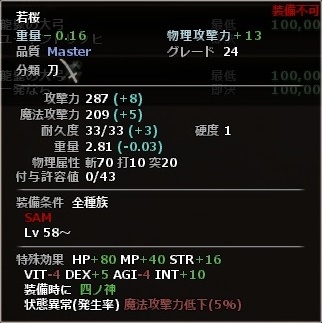 装備不可
若桜
重量-0.16 物理攻撃力+13
品質 Master グレード 24
分類 刀
攻撃力 287 (+8)
魔法攻撃力 209 (+5)
耐久度 33/33 (+3) 硬度 1
重量 2.81 (-0.03)
物理属性 斬70 打10 突20
付与許容値 0/43
装備条件 全種族
SAM
Lv 58～
特殊効果 HP+80 MP+40 STR+16
VIT-4 DEX+5 AGI-4 INT+10
装備時に 四ノ神
状態異常(発生率) 魔法攻撃力低下(5%)